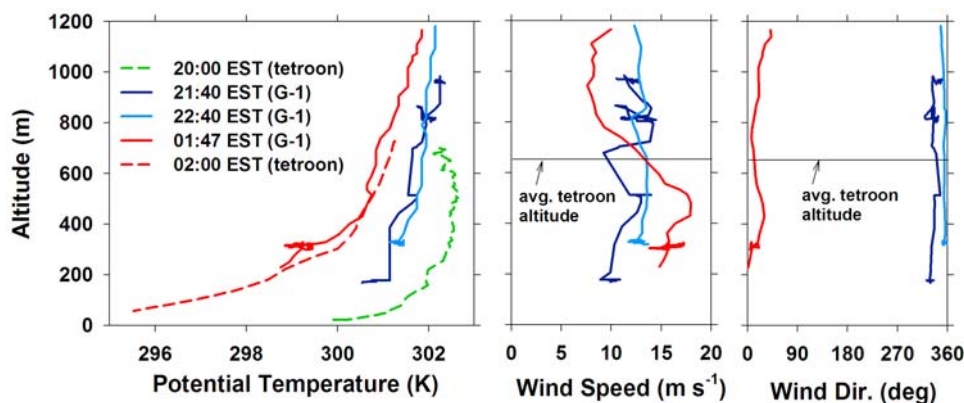 1200
1000
800
600
400
200
0
Altitude (m)
20:00 EST (tetroon)
21:40 EST (G-1)
22:40 EST (G-1)
01:47 EST (G-1)
02:00 EST (tetroon)
296 298 300 302
Potential Temperature (K)
avg. tetroon
altitude
0 5 10 15 20
Wind Speed (m s⁻¹)
avg. tetroon
altitude
0 90 180 270 360
Wind Dir. (deg)